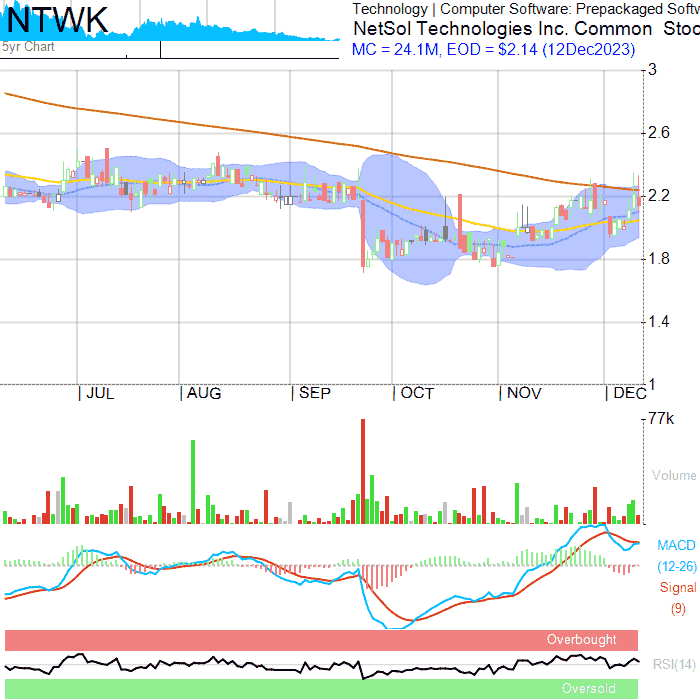 NTWK
5yr Chart
Technology | Computer Software: Prepackaged Softw
NetSol Technologies Inc. Common Stoc
MC = 24.1M, EOD = $2.14 (12Dec2023)
3
2.6
2.2
1.8
1.4
1
JUL AUG SEP OCT NOV DEC
77k
Volume
MACD
(12-26)
Signal
(9)
Overbought
RSI(14)
Oversold